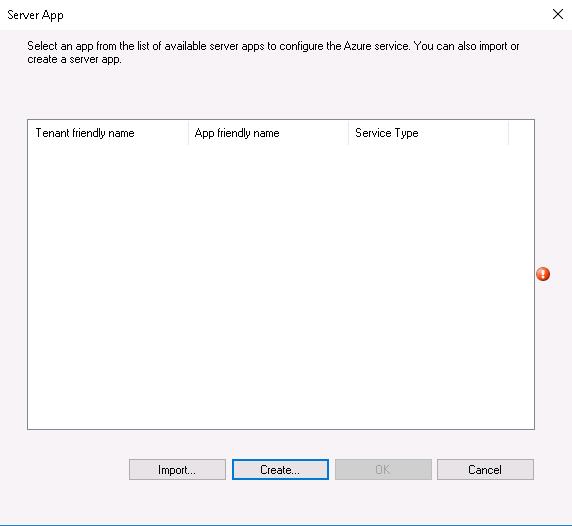 Server App
Select an app from the list of available server apps to configure the Azure service. You can also import or
create a server app.
Tenant friendly name App friendly name Service Type
Import... Create... OK Cancel